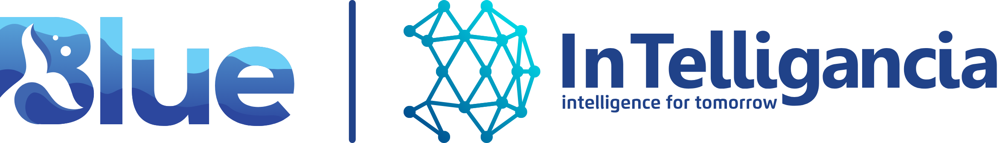 Blue
InTelligancia
intelligence for tomorrow